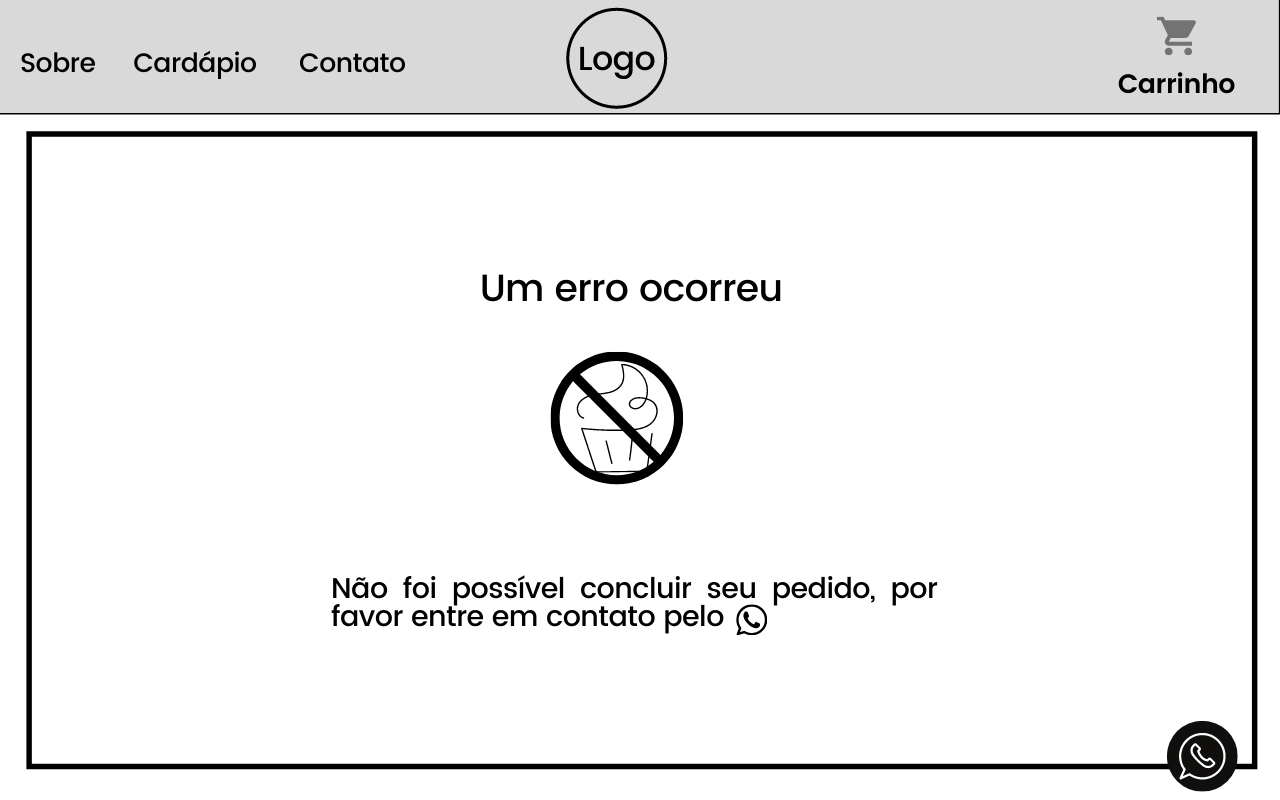 Sobre
Cardápio
Contato
Logo
Carrinho
Um erro ocorreu
Não foi possível concluir seu pedido, por
favor entre em contato pelo